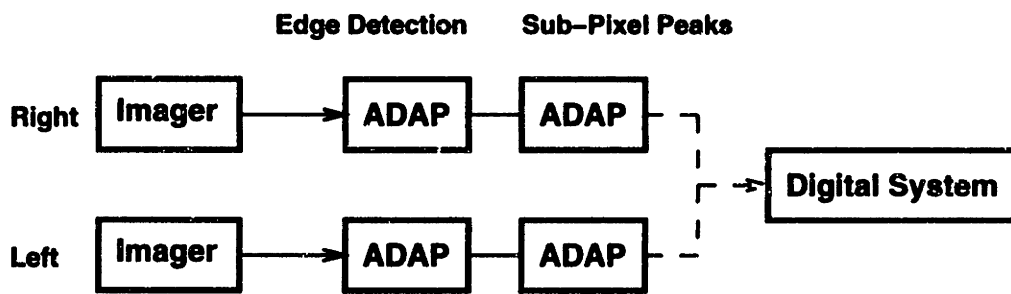 Edge Detection Sub-Pixel Peaks
Right Imager ADAP ADAP
Digital System
Left Imager ADAP ADAP